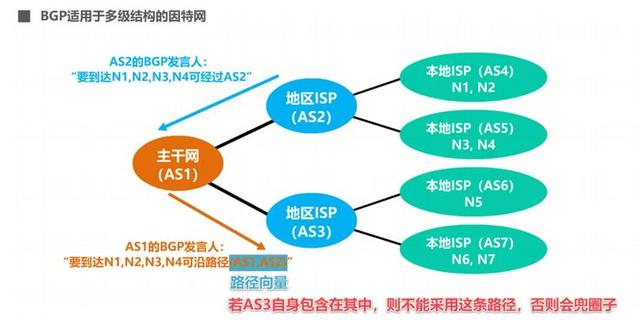 BGP适用于多级结构的因特网
AS2的BGP发言人：
“要到达N1,N2,N3,N4可经过AS2”
地区ISP
（AS2）
本地ISP（AS4）
N1, N2
本地ISP（AS5）
N3, N4
主干网
(AS1)
本地ISP（AS6）
N5
地区ISP
（AS3）
本地ISP（AS7）
N6, N7
AS1的BGP发言人：
“要到达N1,N2,N3,N4可沿路径(AS1,AS2)”
路径向量
若AS3自身包含在其中，则不能采用这条路径，否则会兜圈子